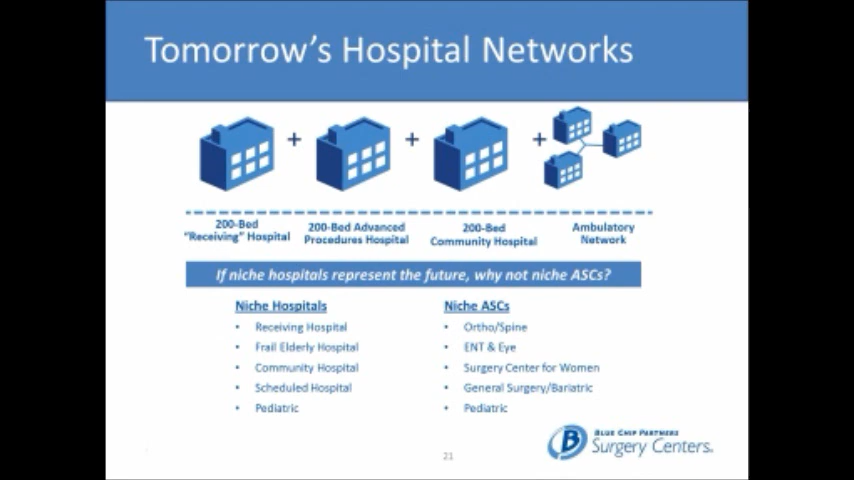 Tomorrow's Hospital Networks
+ + + +
200-Bed
"Receiving" Hospital
200-Bed Advanced
Procedures Hospital
200-Bed
Community Hospital
Ambulatory
Network
If niche hospitals represent the future, why not niche ASCs?
Niche Hospitals
• Receiving Hospital
• Frail Elderly Hospital
• Community Hospital
• Scheduled Hospital
• Pediatric
Niche ASCs
• Ortho/Spine
• ENT & Eye
• Surgery Center for Women
• General Surgery/Bariatric
• Pediatric
B
BLUE CHIP PARTNERS
Surgery Centers
21